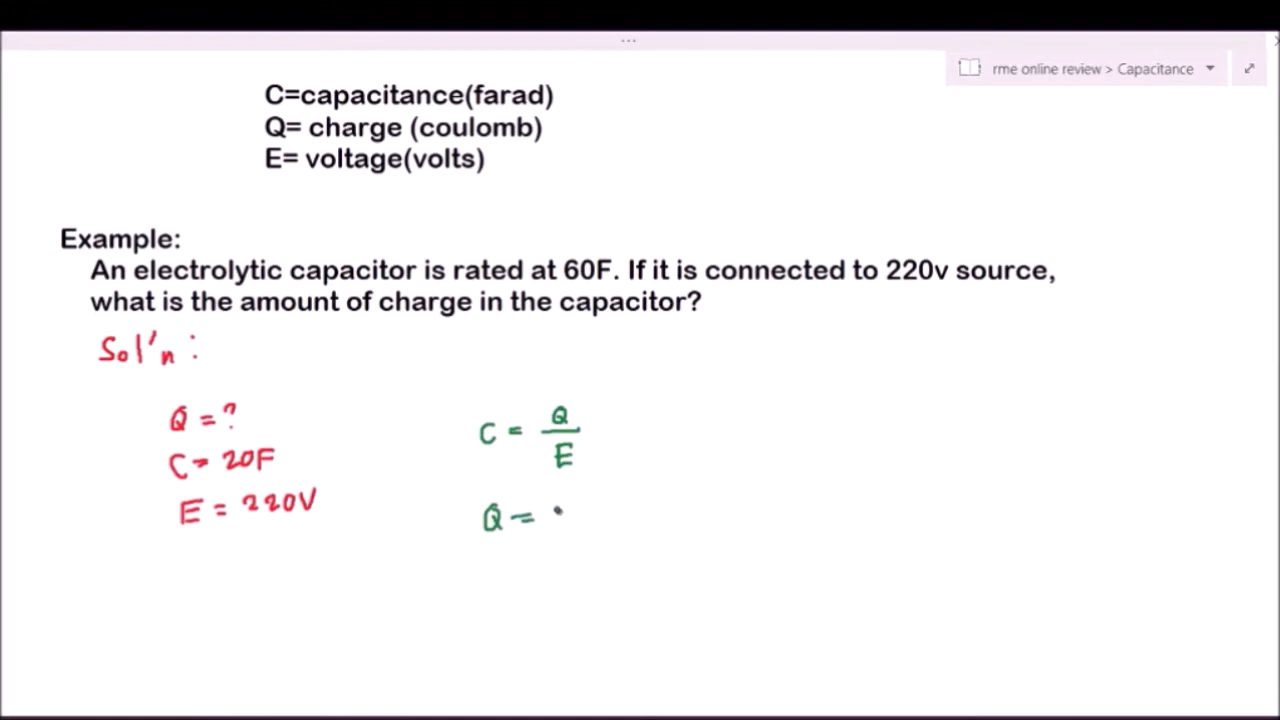 ...
rme online review > Capacitance
C=capacitance(farad)
Q= charge (coulomb)
E= voltage(volts)
Example:
An electrolytic capacitor is rated at 60F. If it is connected to 220v source,
what is the amount of charge in the capacitor?
Sol'n :
Q = ?
C = 20F
E = 220V
C = Q
E
Q =